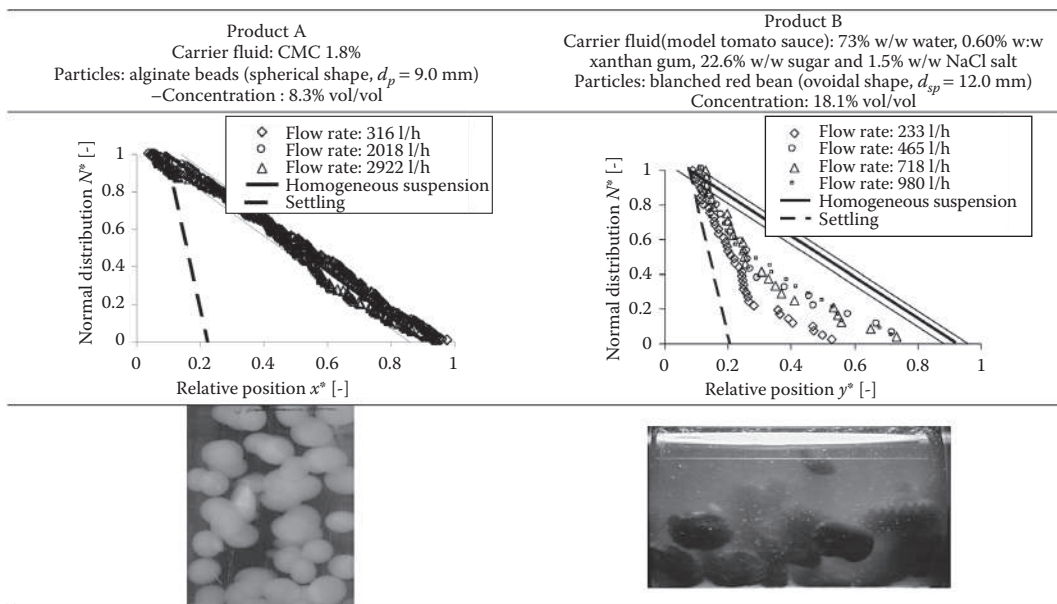 Product A
Carrier fluid: CMC 1.8%
Particles: alginate beads (spherical shape, dp = 9.0 mm)
–Concentration : 8.3% vol/vol
Product B
Carrier fluid(model tomato sauce): 73% w/w water, 0.60% w:w
xanthan gum, 22.6% w/w sugar and 1.5% w/w NaCl salt
Particles: blanched red bean (ovoidal shape, dsp = 12.0 mm)
Concentration: 18.1% vol/vol
Flow rate: 316 l/h
Flow rate: 2018 l/h
Flow rate: 2922 l/h
Homogeneous suspension
Settling
Normal distribution N* [-]
1
0.8
0.6
0.4
0.2
0
0
0.2
0.4
0.6
0.8
1
Relative position x* [-]
Flow rate: 233 l/h
Flow rate: 465 l/h
Flow rate: 718 l/h
Flow rate: 980 l/h
Homogeneous suspension
Settling
Normal distribution N* [-]
1
0.8
0.6
0.4
0.2
0
0
0.2
0.4
0.6
0.8
1
Relative position y* [-]